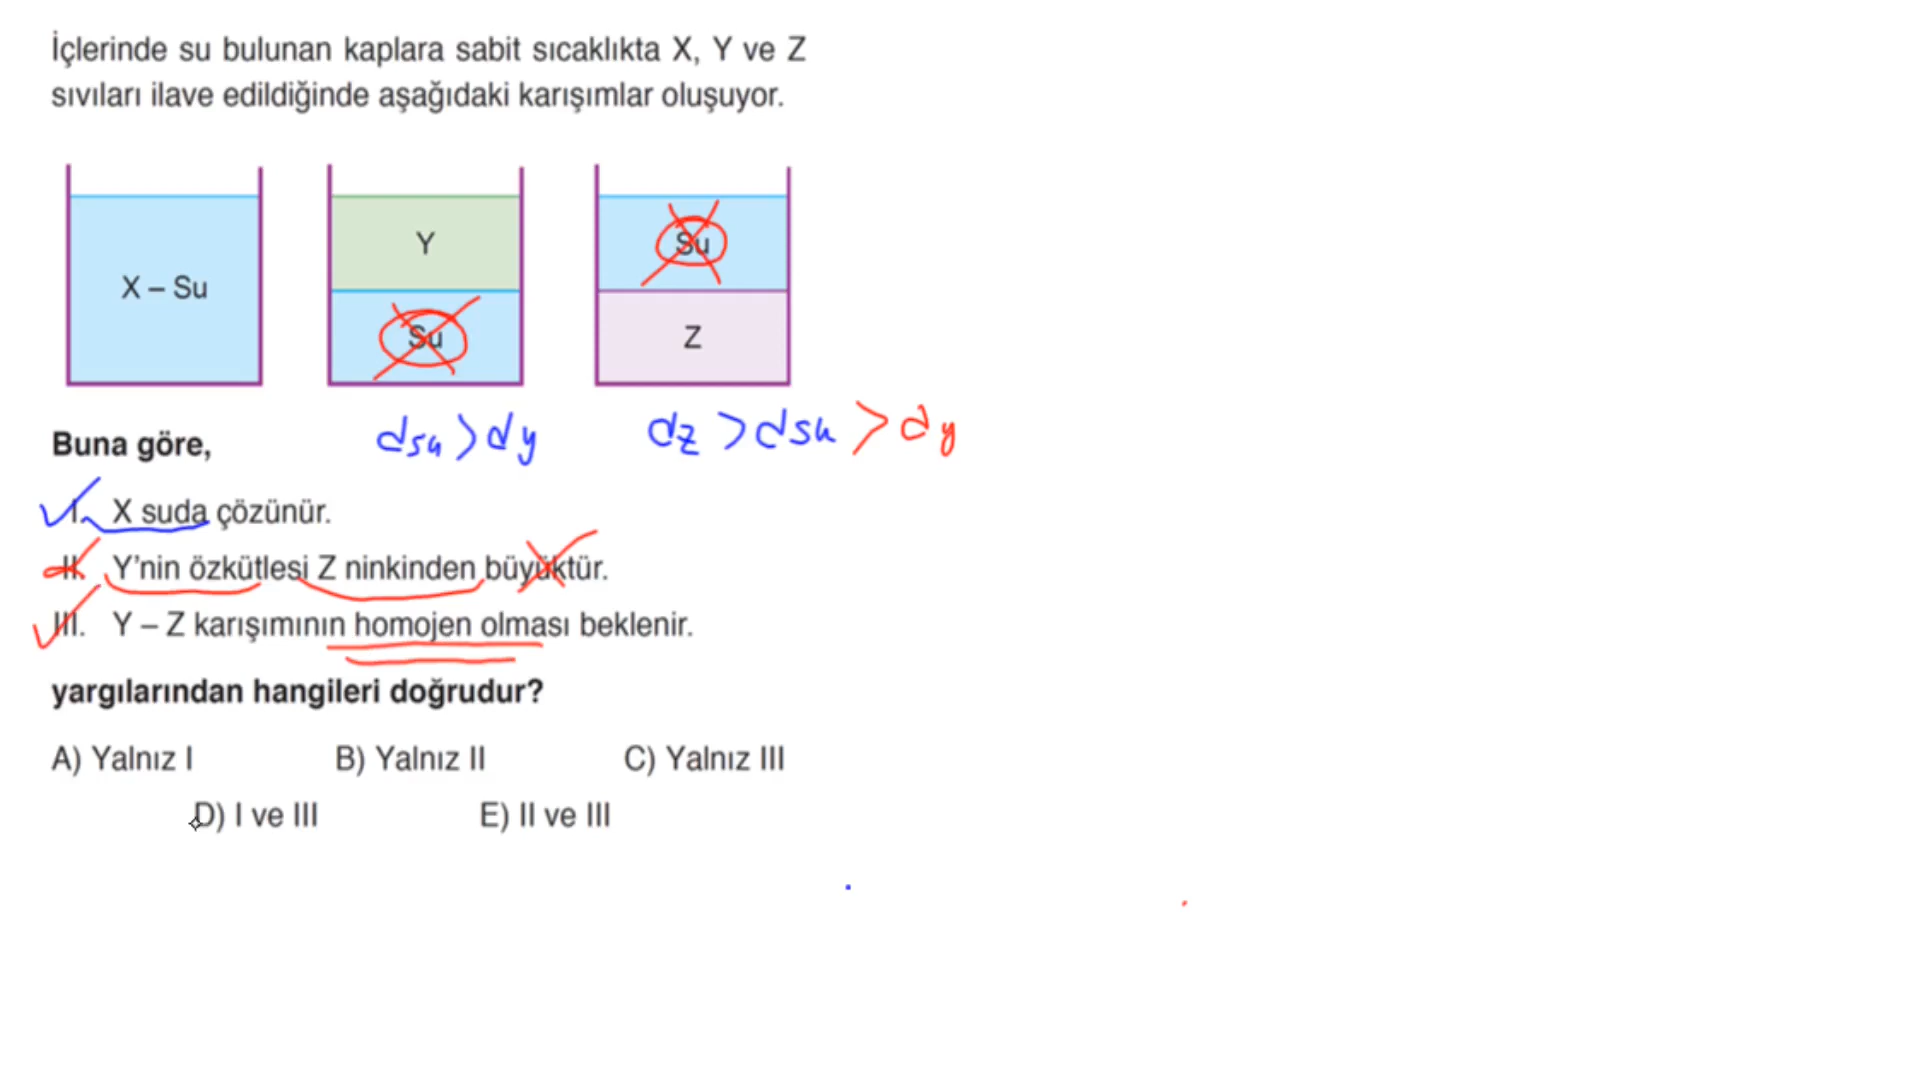 İçlerinde su bulunan kaplara sabit sıcaklıkta X, Y ve Z
sıvıları ilave edildiğinde aşağıdaki karışımlar oluşuyor.
X – Su
Y
Su
Su
Z
dsu > dy
dz > dsu > dy
Buna göre,
I. X suda çözünür.
II. Y'nin özkütlesi Z ninkinden büyüktür.
III. Y – Z karışımının homojen olması beklenir.
yargılarından hangileri doğrudur?
A) Yalnız I B) Yalnız II C) Yalnız III
D) I ve III E) II ve III